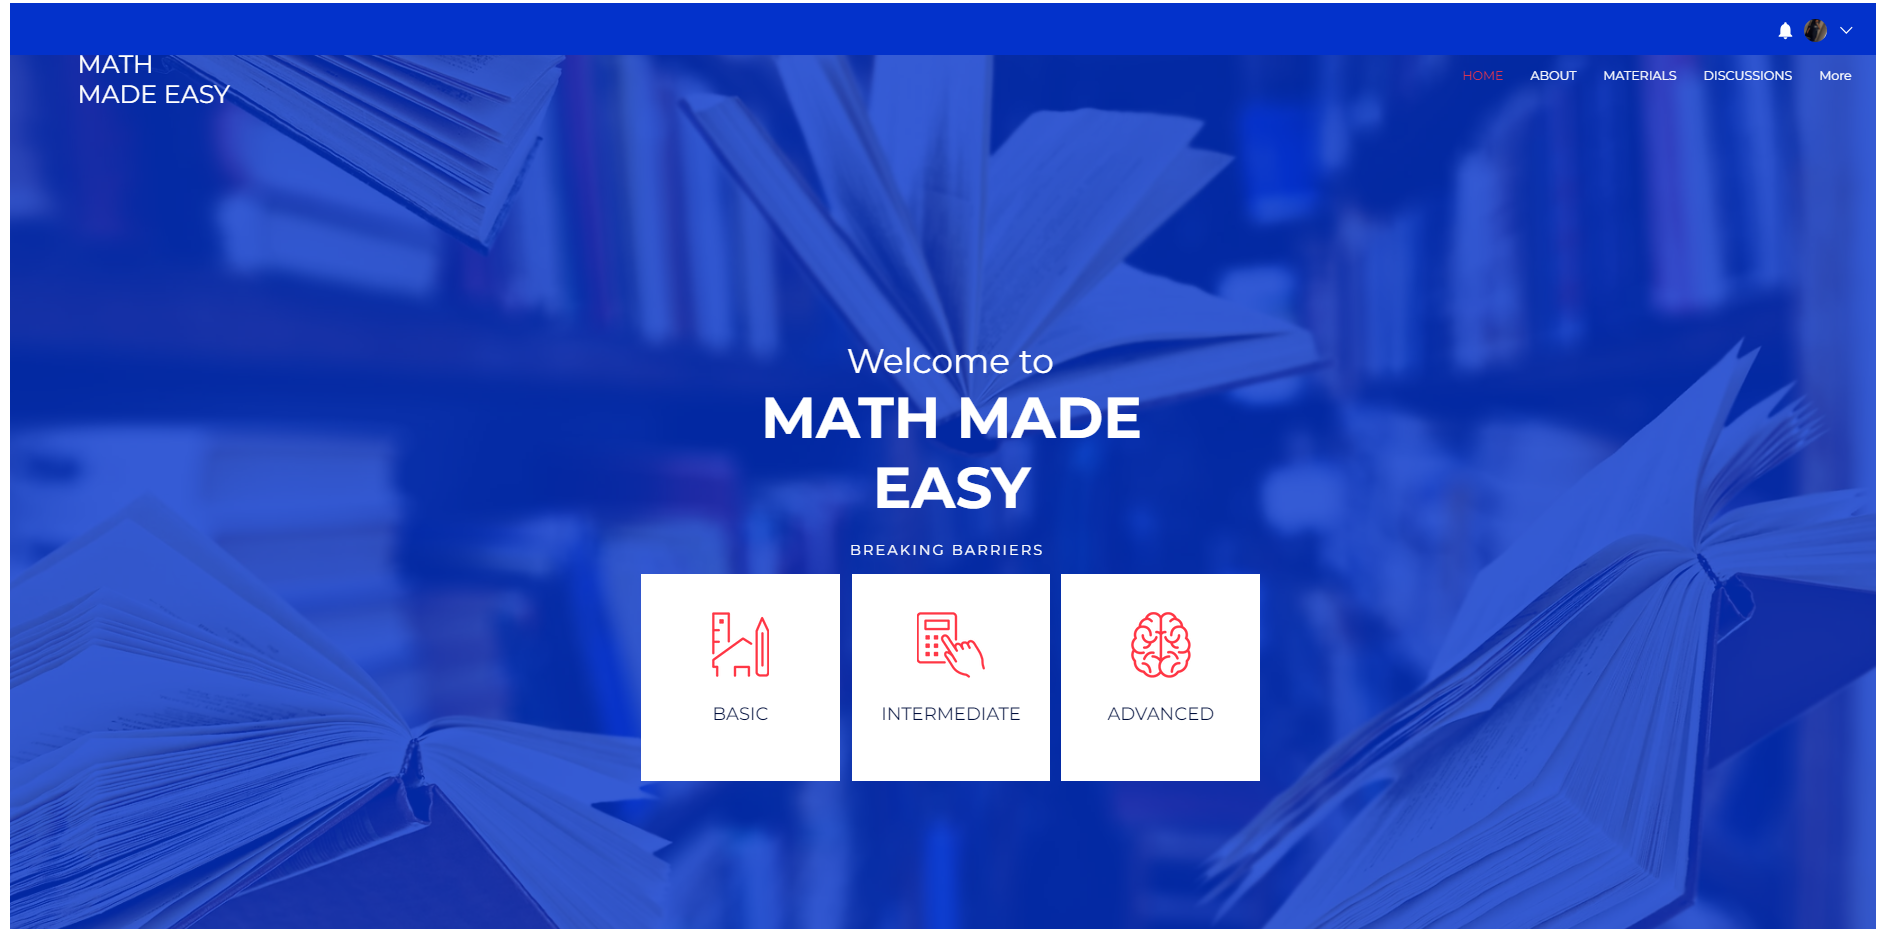 MATH
MADE EASY
HOME ABOUT MATERIALS DISCUSSIONS More
Welcome to
MATH MADE
EASY
BREAKING BARRIERS
BASIC INTERMEDIATE ADVANCED